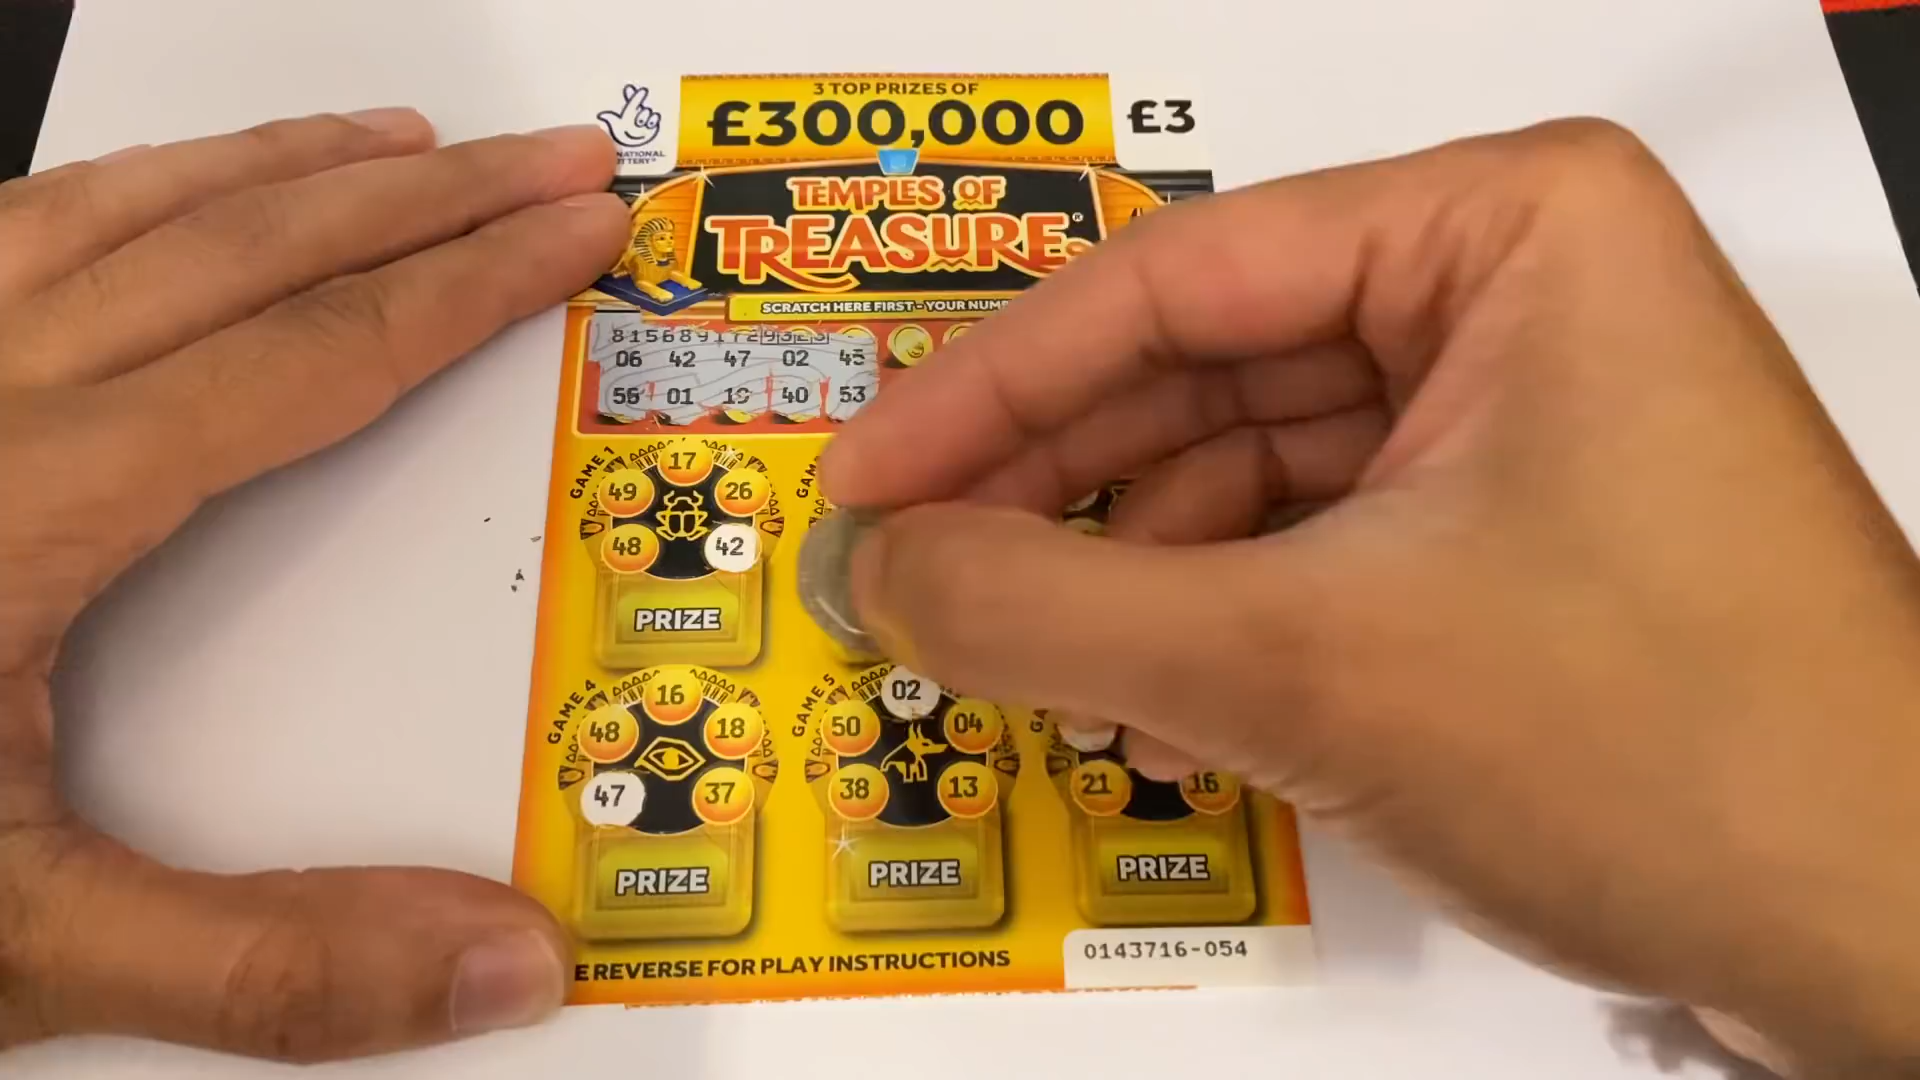 3 TOP PRIZES OF
£300,000
£3
NATIONAL
TEMPLES OF
TREASURE
SCRATCH HERE FIRST - YOUR
06 42 47 02 45
56 01 19 40 53
GAME 1
17
49 26
48 42
PRIZE
GAME 4
16
48 18
47 37
PRIZE
GAME 5
02
50 04
38 13
PRIZE
21 16
PRIZE
REVERSE FOR PLAY INSTRUCTIONS
0143716-054